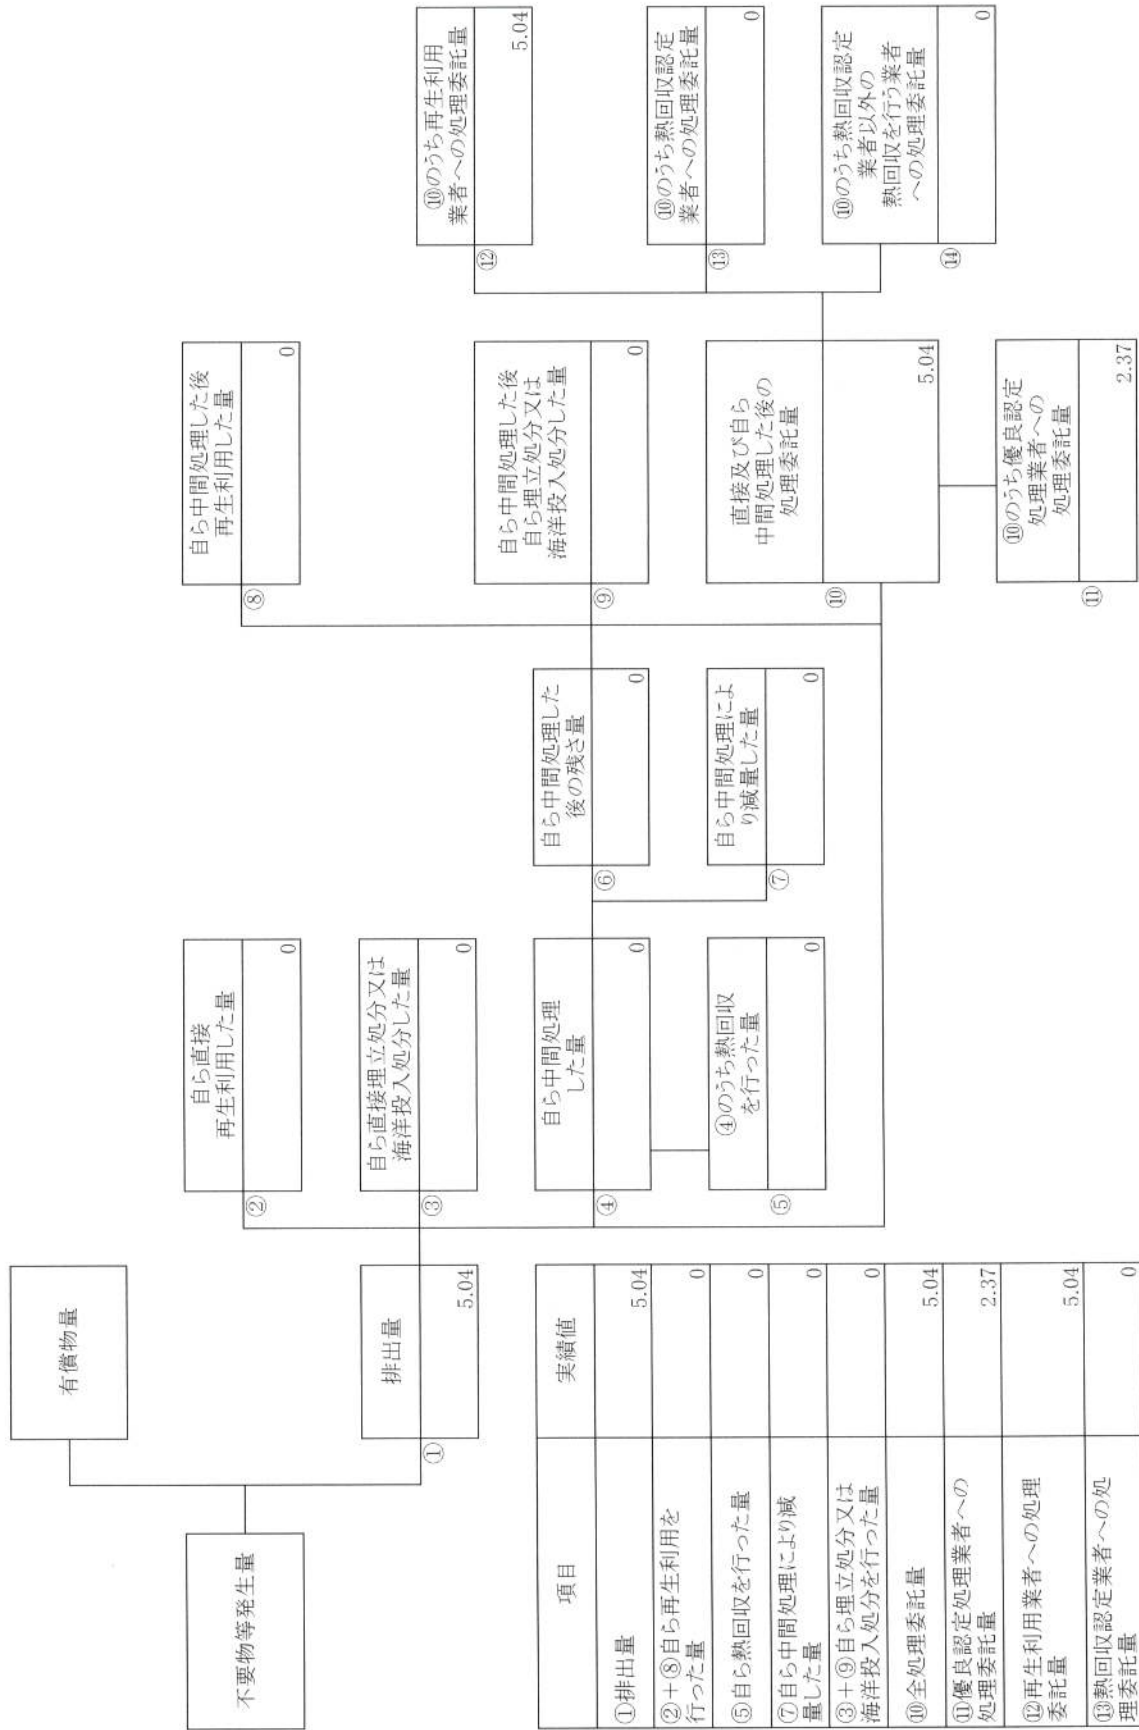 不要物等発生量
有償物量
排出量
①
5.04
自ら直接
再生利用した量
②
0
自ら直接埋立処分又は
海洋投入処分した量
③
0
自ら中間処理
した量
④
0
④のうち熱回収
を行った量
⑤
0
自ら中間処理した
後の残さ量
⑥
0
自ら中間処理によ
り減量した量
⑦
0
自ら中間処理した後
再生利用した量
⑧
0
自ら中間処理した後
自ら埋立処分又は
海洋投入処分した量
⑨
0
直接及び自ら
中間処理した後の
処理委託量
⑩
5.04
⑩のうち優良認定
処理業者への
処理委託量
⑪
2.37
⑩のうち再生利用
業者への処理委託量
⑫
5.04
⑩のうち熱回収認定
業者への処理委託量
⑬
0
⑩のうち熱回収認定
業者以外の
熱回収を行う業者
への処理委託量
⑭
0
項目 実績値
①排出量 5.04
②+⑧自ら再生利用を
行った量 0
⑤自ら熱回収を行った量 0
⑦自ら中間処理により減
量した量 0
③+⑨自ら埋立処分又は
海洋投入処分を行った量 0
⑩全処理委託量 5.04
⑪優良認定処理業者への
処理委託量 2.37
⑫再生利用業者への処理
委託量 5.04
⑬熱回収認定業者への処
理委託量 0